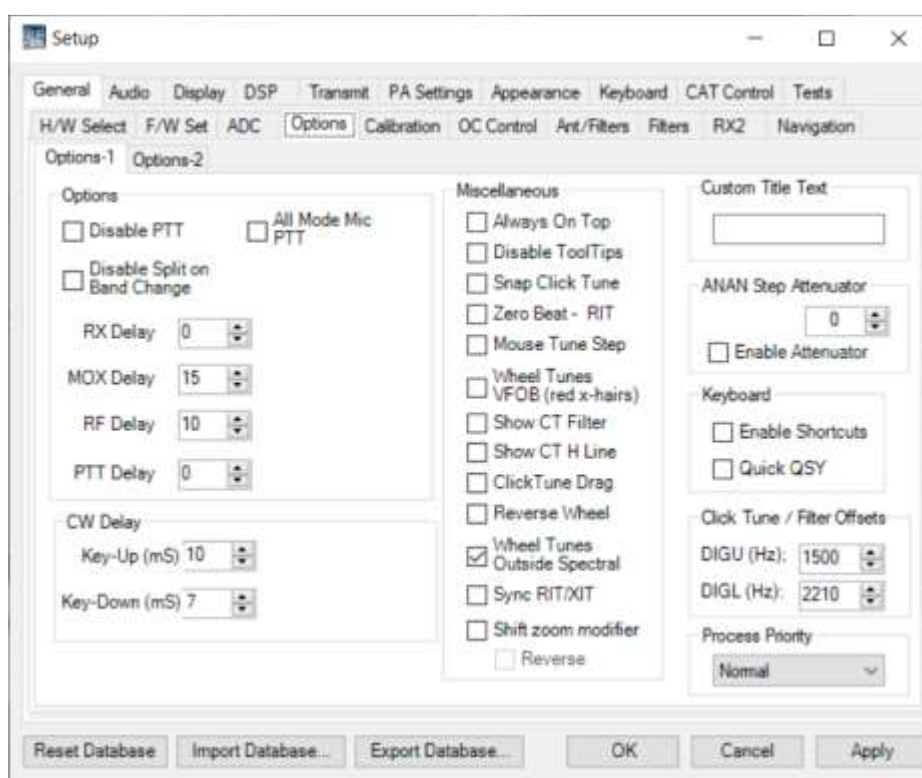 Setup
General Audio Display DSP Transmit PA Settings Appearance Keyboard CAT Control Tests
H/W Select F/W Set ADC Options Calibration OC Control Ant/Filters Filters RX2 Navigation
Options-1 Options-2
Options
Disable PTT
All Mode Mic
PTT
Disable Split on
Band Change
RX Delay 0
MOX Delay 15
RF Delay 10
PTT Delay 0
CW Delay
Key-Up (mS) 10
Key-Down (mS) 7
Miscellaneous
Always On Top
Disable ToolTips
Snap Click Tune
Zero Beat - RIT
Mouse Tune Step
Wheel Tunes
VFOB (red x-hairs)
Show CT Filter
Show CT H Line
ClickTune Drag
Reverse Wheel
Wheel Tunes
Outside Spectral
Sync RIT/XIT
Shift zoom modifier
Reverse
Custom Title Text
ANAN Step Attenuator
0
Enable Attenuator
Keyboard
Enable Shortcuts
Quick QSY
Click Tune / Filter Offsets
DIGU (Hz): 1500
DIGL (Hz): 2210
Process Priority
Normal
Reset Database Import Database... Export Database... OK Cancel Apply